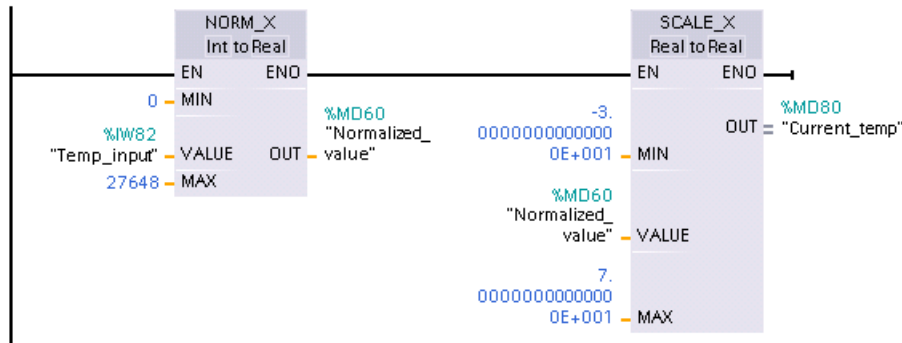 NORM_X
Int to Real
EN ENO
0 MIN
%IW82
"Temp_input" VALUE
27648 MAX
OUT
%MD60
"Normalized_
value"
SCALE_X
Real to Real
EN ENO
-3.
0000000000000
0E+001 MIN
%MD60
"Normalized_
value" VALUE
7.
0000000000000
0E+001 MAX
OUT
%MD80
"Current_temp"